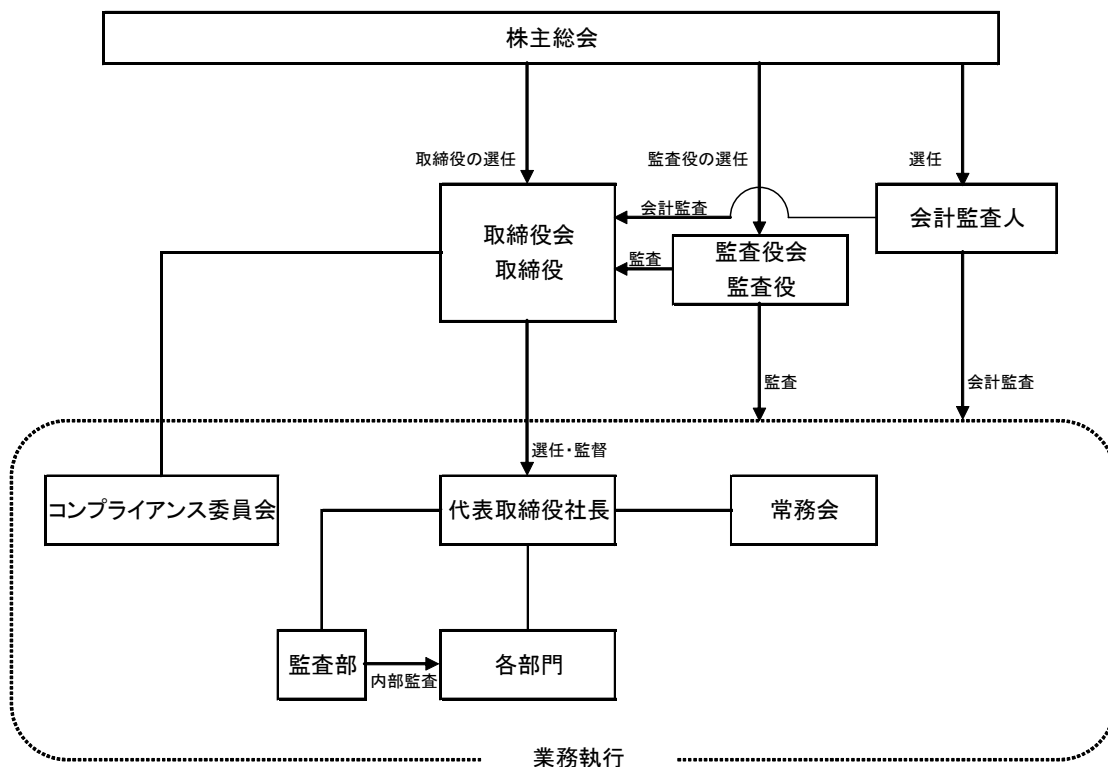 株主総会
取締役の選任
監査役の選任
選任
会計監査
会計監査人
取締役会
取締役
監査役会
監査役
監査
監査
会計監査
選任・監督
コンプライアンス委員会
代表取締役社長
常務会
監査部
内部監査
各部門
業務執行